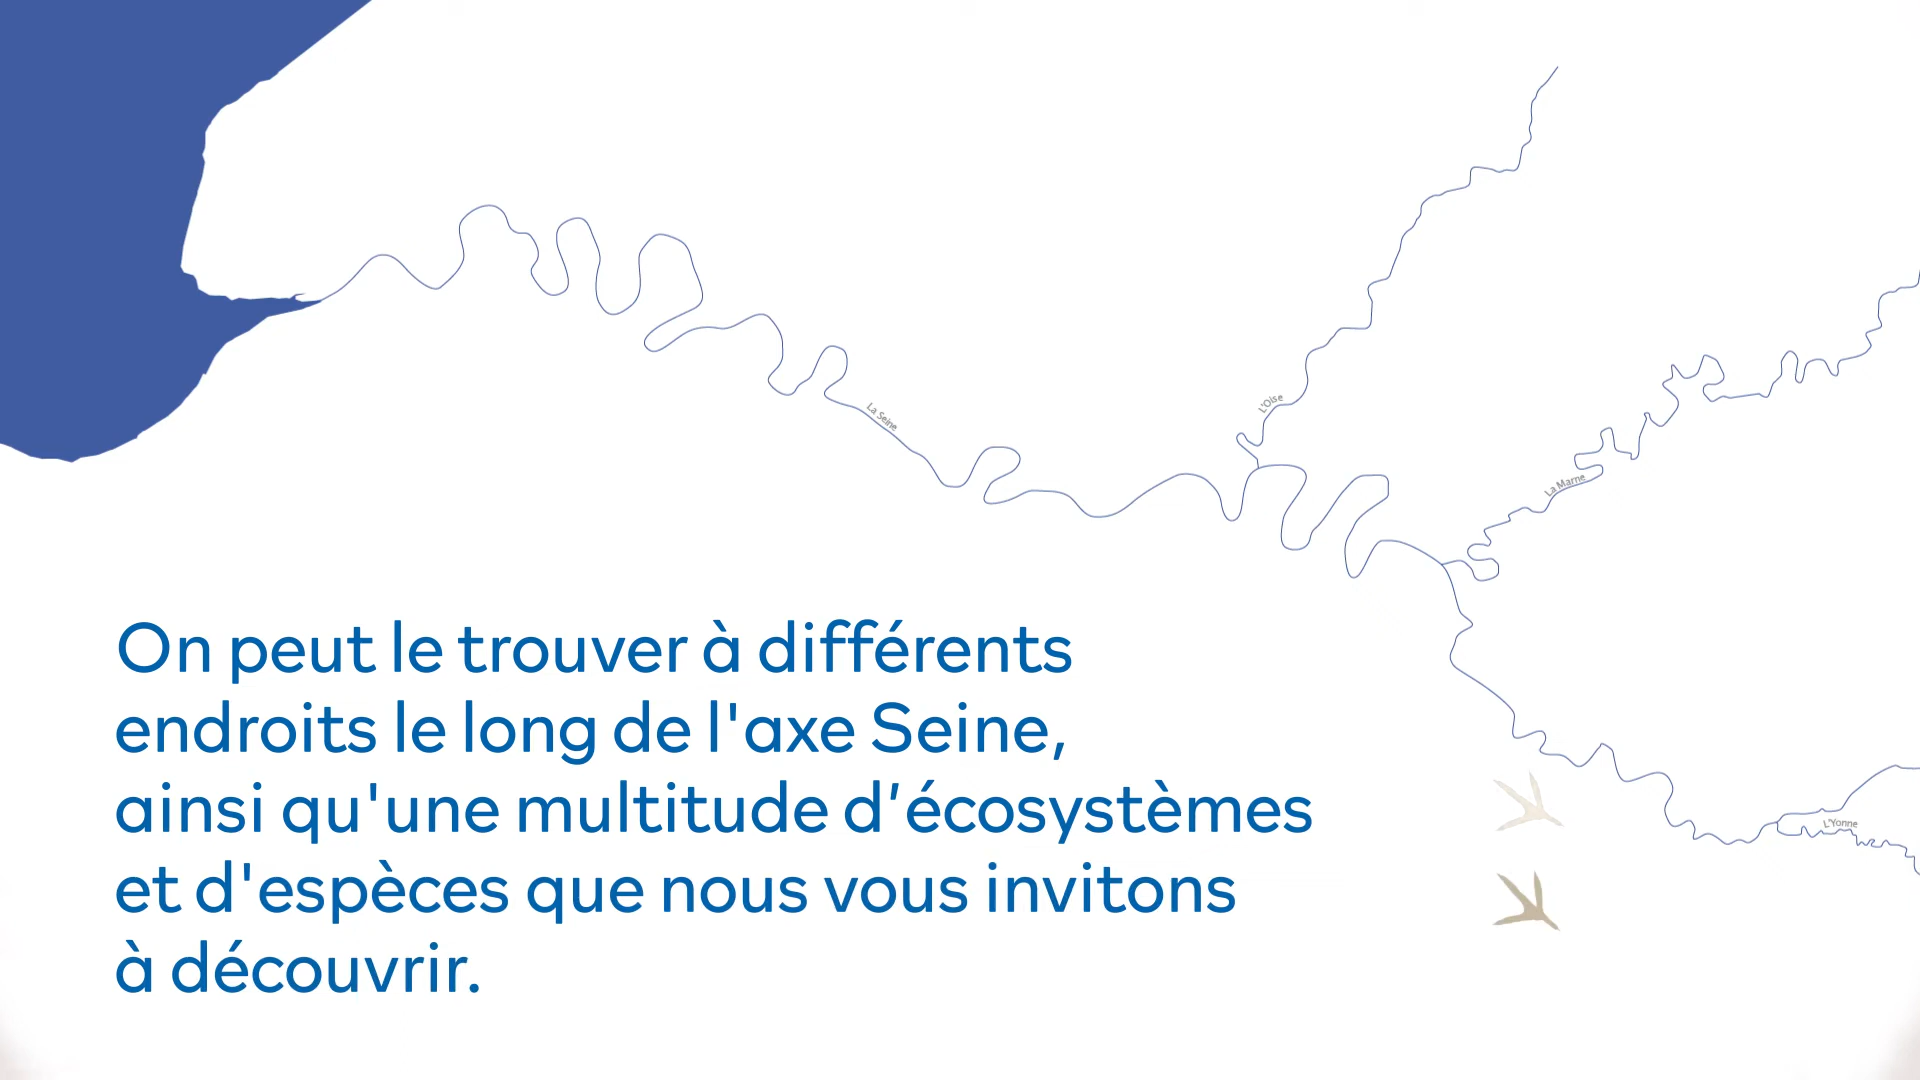 La Seine
L'Oise
La Marne
On peut le trouver à différents
endroits le long de l'axe Seine,
ainsi qu'une multitude d’écosystèmes
et d'espèces que nous vous invitons
à découvrir.
L'Yonne